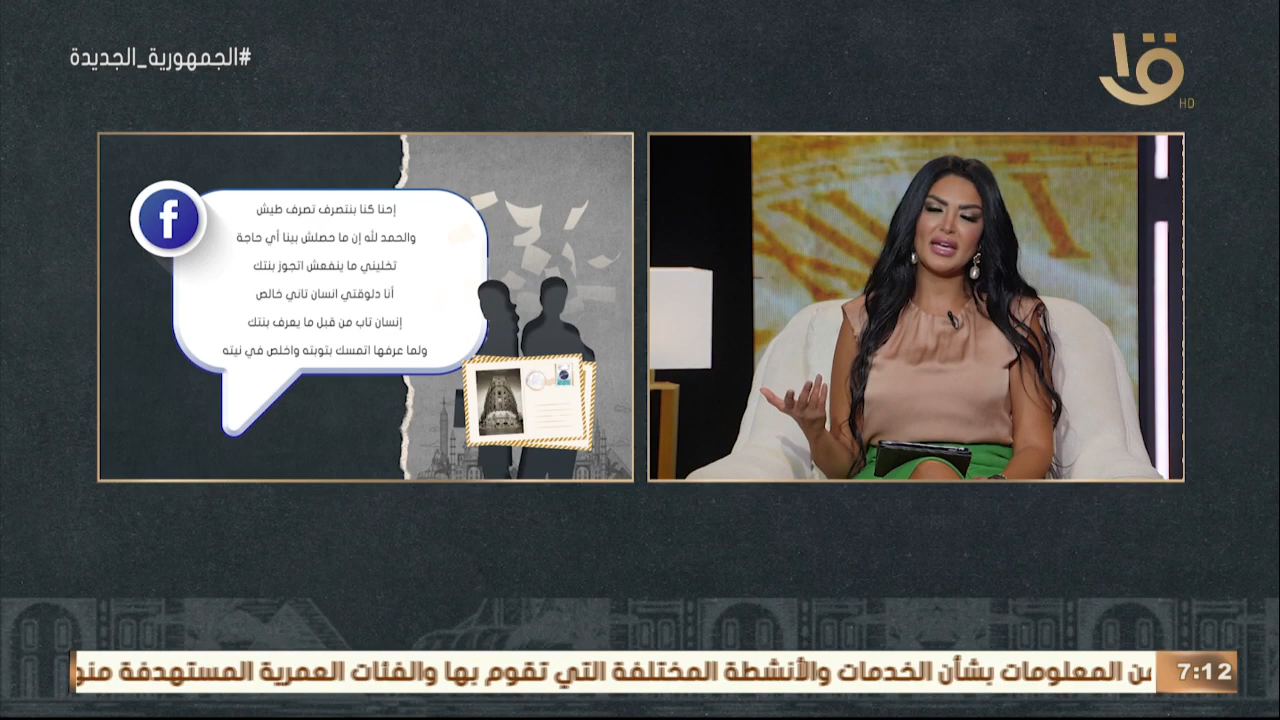 #الجمهورية_الجديدة
HD
إحنا كنا بنتصرف تصرف طيش
والحمد لله إن ما حصلش بينا أي حاجة
تخليني ما ينفعش اتجوز بنتك
أنا دلوقتي انسان تاني خالص
إنسان تاب من قبل ما يعرف بنتك
ولما عرفها اتمسك بتوبته واخلص في نيته
المعلومات بشأن الخدمات والأنشطة المختلفة التي تقوم بها والفئات العمرية المستهدفة
7:12